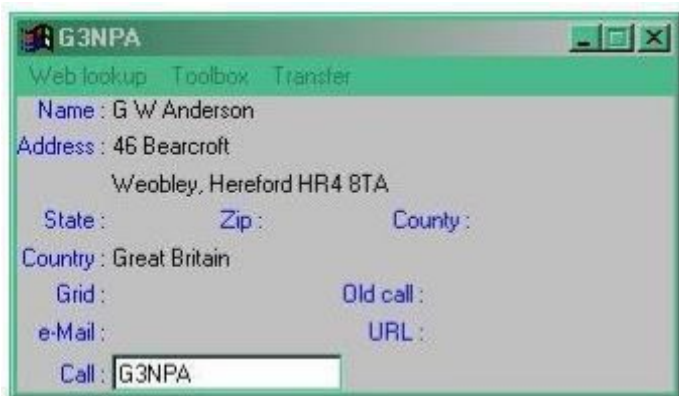 G3NPA
Web lookup Toolbox Transfer
Name : G W Anderson
Address : 46 Bearcroft
Weobley, Hereford HR4 8TA
State : Zip : County :
Country : Great Britain
Grid : Old call :
e-Mail : URL :
Call : G3NPA